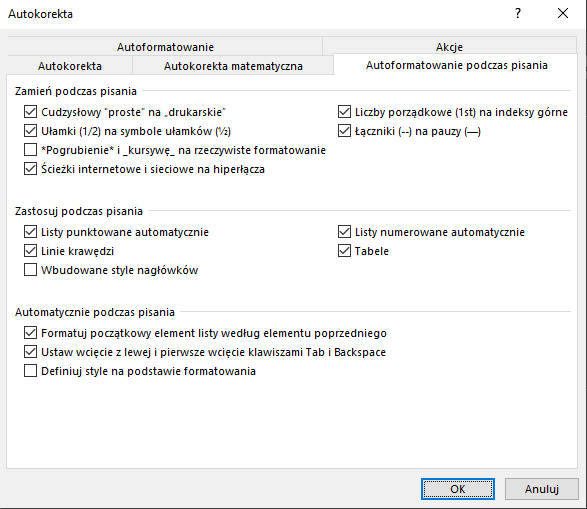 Autokorekta
?
Autoformatowanie
Akcje
Autokorekta
Autokorekta matematyczna
Autoformatowanie podczas pisania
Zamień podczas pisania
Cudzysłowy "proste" na „drukarskie”
Liczby porządkowe (1st) na indeksy górne
Ułamki (1/2) na symbole ułamków (½)
Łączniki (--) na pauzy (—)
*Pogrubienie* i _kursywę_ na rzeczywiste formatowanie
Ścieżki internetowe i sieciowe na hiperłącza
Zastosuj podczas pisania
Listy punktowane automatycznie
Listy numerowane automatycznie
Linie krawędzi
Tabele
Wbudowane style nagłówków
Automatycznie podczas pisania
Formatuj początkowy element listy według elementu poprzedniego
Ustaw wcięcie z lewej i pierwsze wcięcie klawiszami Tab i Backspace
Definiuj style na podstawie formatowania
OK
Anuluj